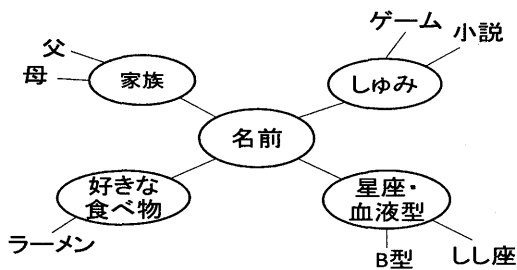 ゲーム
小説
父
母
家族
しゅみ
名前
好きな
食べ物
星座・
血液型
ラーメン
B型
しし座